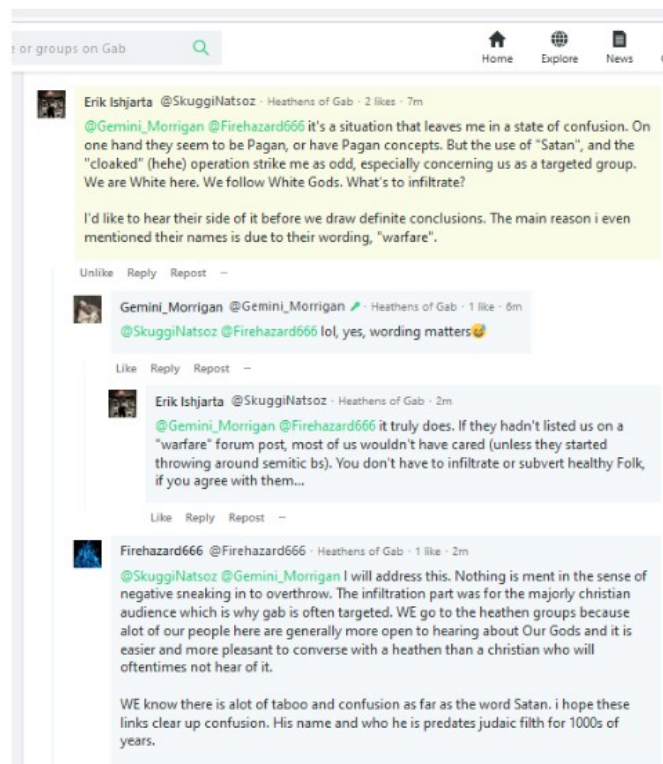 e or groups on Gab
Home
Explore
News
Erik Ishjarta @SkuggiNatsoz · Heathens of Gab · 2 likes · 7m
@Gemini_Morrigan @Firehazard666 it's a situation that leaves me in a state of confusion. On
one hand they seem to be Pagan, or have Pagan concepts. But the use of "Satan", and the
"cloaked" (hehe) operation strike me as odd, especially concerning us as a targeted group.
We are White here. We follow White Gods. What's to infiltrate?
I'd like to hear their side of it before we draw definite conclusions. The main reason i even
mentioned their names is due to their wording, "warfare".
Unlike Reply Repost
Gemini_Morrigan @Gemini_Morrigan · Heathens of Gab · 1 like · 6m
@SkuggiNatsoz @Firehazard666 lol, yes, wording matters😅
Like Reply Repost
Erik Ishjarta @SkuggiNatsoz · Heathens of Gab · 2m
@Gemini_Morrigan @Firehazard666 it truly does. If they hadn't listed us on a
"warfare" forum post, most of us wouldn't have cared (unless they started
throwing around semitic bs). You don't have to infiltrate or subvert healthy Folk,
if you agree with them...
Like Reply Repost
Firehazard666 @Firehazard666 · Heathens of Gab · 1 like · 2m
@SkuggiNatsoz @Gemini_Morrigan I will address this. Nothing is ment in the sense of
negative sneaking in to overthrow. The infiltration part was for the majorly christian
audience which is why gab is often targeted. WE go to the heathen groups because
alot of our people here are generally more open to hearing about Our Gods and it is
easier and more pleasant to converse with a heathen than a christian who will
oftentimes not hear of it.
WE know there is alot of taboo and confusion as far as the word Satan. i hope these
links clear up confusion. His name and who he is predates judaic filth for 1000s of
years.